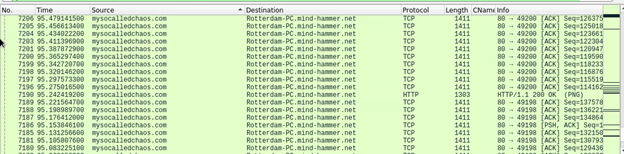 No. Time Source Destination Protocol Length CName Info
7206 95.479141500 myscalledchaos.com Rotterdam-PC.mind-hammer.net TCP 1411 80 → 49200 [ACK] Seq=126375
7205 95.456613400 mysocalledchaos.com Rotterdam-PC.mind-hammer.net TCP 1411 80 → 49200 [ACK] Seq=125018
7204 95.434022200 mysocalledchaos.com Rotterdam-PC.mind-hammer.net TCP 1411 80 → 49200 [ACK] Seq=123661
7203 95.411396900 mysocalledchaos.com Rotterdam-PC.mind-hammer.net TCP 1411 80 → 49200 [ACK] Seq=122304
7201 95.387872900 mysocalledchaos.com Rotterdam-PC.mind-hammer.net TCP 1411 80 → 49200 [ACK] Seq=120947
7200 95.365297400 mysocalledchaos.com Rotterdam-PC.mind-hammer.net TCP 1411 80 → 49200 [ACK] Seq=119590
7199 95.342720700 mysocalledchaos.com Rotterdam-PC.mind-hammer.net TCP 1411 80 → 49200 [ACK] Seq=118233
7198 95.320146200 mysocalledchaos.com Rotterdam-PC.mind-hammer.net TCP 1411 80 → 49200 [ACK] Seq=116876
7197 95.297573300 mysocalledchaos.com Rotterdam-PC.mind-hammer.net TCP 1411 80 → 49200 [ACK] Seq=115519
7196 95.275016500 mysocalledchaos.com Rotterdam-PC.mind-hammer.net TCP 1411 80 → 49200 [ACK] Seq=114162
7190 95.242419200 mysocalledchaos.com Rotterdam-PC.mind-hammer.net HTTP 1303 HTTP/1.1 200 OK (PNG)
7189 95.221564700 mysocalledchaos.com Rotterdam-PC.mind-hammer.net TCP 1411 80 → 49198 [ACK] Seq=137578
7188 95.198989700 mysocalledchaos.com Rotterdam-PC.mind-hammer.net TCP 1411 80 → 49198 [ACK] Seq=136221
7187 95.176412000 mysocalledchaos.com Rotterdam-PC.mind-hammer.net TCP 1411 80 → 49198 [ACK] Seq=134864
7186 95.153846100 mysocalledchaos.com Rotterdam-PC.mind-hammer.net TCP 1411 80 → 49198 [PSH, ACK] Seq=1
7182 95.131256600 mysocalledchaos.com Rotterdam-PC.mind-hammer.net TCP 1411 80 → 49198 [ACK] Seq=132150
7181 95.105807600 mysocalledchaos.com Rotterdam-PC.mind-hammer.net TCP 1411 80 → 49198 [ACK] Seq=130793
7180 95.083225100 mysocalledchaos.com Rotterdam-PC.mind-hammer.net TCP 1411 80 → 49198 [ACK] Seq=129436